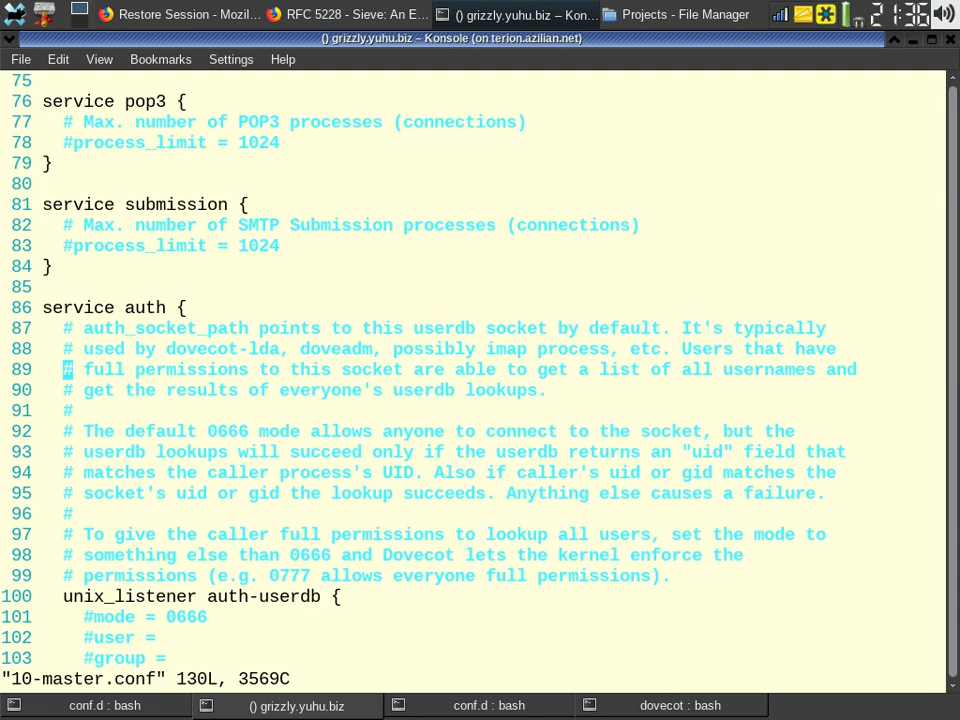 Restore Session - Mozil... RFC 5228 - Sieve: An E... () grizzly.yuhu.biz – Kon... Projects - File Manager 21:36
() grizzly.yuhu.biz – Konsole (on terion.azilian.net)
File Edit View Bookmarks Settings Help
75
76 service pop3 {
77   # Max. number of POP3 processes (connections)
78   #process_limit = 1024
79 }
80
81 service submission {
82   # Max. number of SMTP Submission processes (connections)
83   #process_limit = 1024
84 }
85
86 service auth {
87   # auth_socket_path points to this userdb socket by default. It's typically
88   # used by dovecot-lda, doveadm, possibly imap process, etc. Users that have
89   # full permissions to this socket are able to get a list of all usernames and
90   # get the results of everyone's userdb lookups.
91   #
92   # The default 0666 mode allows anyone to connect to the socket, but the
93   # userdb lookups will succeed only if the userdb returns an "uid" field that
94   # matches the caller process's UID. Also if caller's uid or gid matches the
95   # socket's uid or gid the lookup succeeds. Anything else causes a failure.
96   #
97   # To give the caller full permissions to lookup all users, set the mode to
98   # something else than 0666 and Dovecot lets the kernel enforce the
99   # permissions (e.g. 0777 allows everyone full permissions).
100   unix_listener auth-userdb {
101     #mode = 0666
102     #user =
103     #group =
"10-master.conf" 130L, 3569C
conf.d : bash () grizzly.yuhu.biz conf.d : bash dovecot : bash